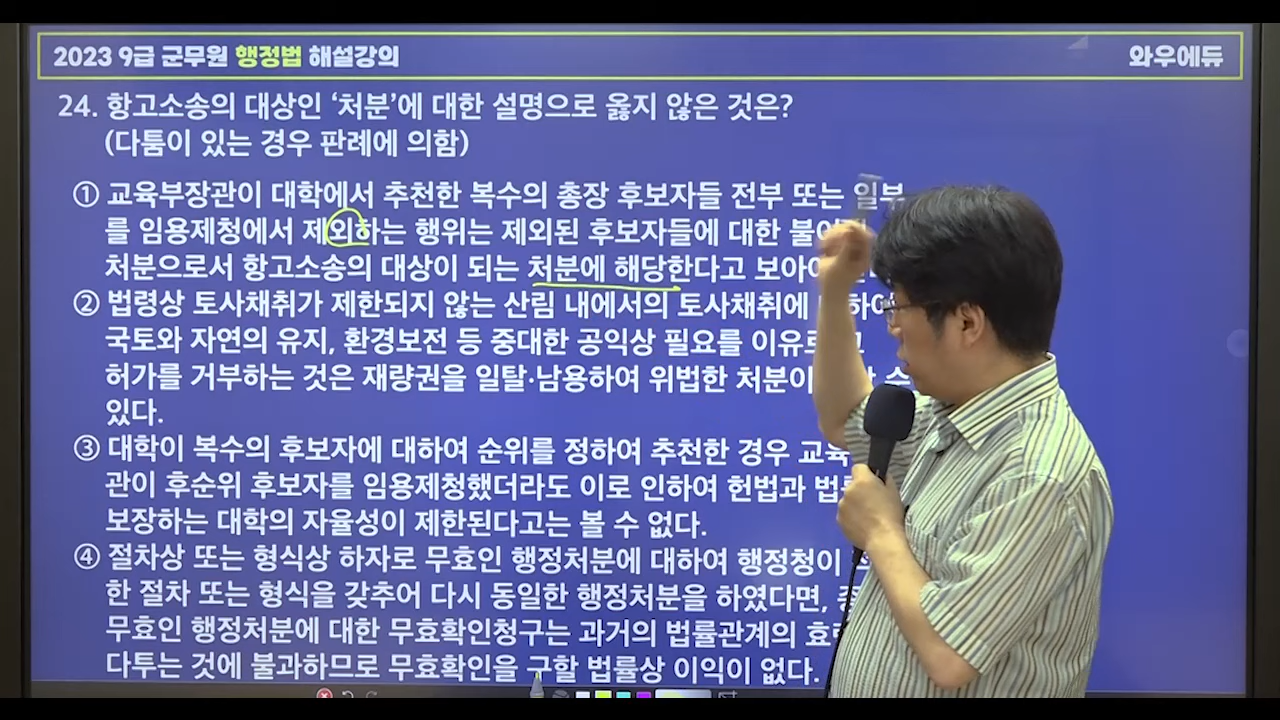 2023 9급 군무원 행정법 해설강의
와우에듀
24. 항고소송의 대상인 ‘처분’에 대한 설명으로 옳지 않은 것은?
(다툼이 있는 경우 판례에 의함)
① 교육부장관이 대학에서 추천한 복수의 총장 후보자들 전부 또는 일부
를 임용제청에서 제외하는 행위는 제외된 후보자들에 대한
처분으로서 항고소송의 대상이 되는 처분에 해당한다고
② 법령상 토사채취가 제한되지 않는 산림 내에서의 토사채취에
국토와 자연의 유지, 환경보전 등 중대한 공익상 필요를
허가를 거부하는 것은 재량권을 일탈·남용하여 위법한 수
있다.
③ 대학이 복수의 후보자에 대하여 순위를 정하여 추천한 경우
관이 후순위 후보자를 임용제청했더라도 이로 인하여 헌법과
보장하는 대학의 자율성이 제한된다고는 볼 수 없다.
④ 절차상 또는 형식상 하자로 무효인 행정처분에 대하여 행정청이
한 절차 또는 형식을 갖추어 다시 동일한 행정처분을 하였다면,
무효인 행정처분에 대한 무효확인청구는 과거의 법률관계의
다투는 것에 불과하므로 무효확인을 구할 법률상 이익이 없다.